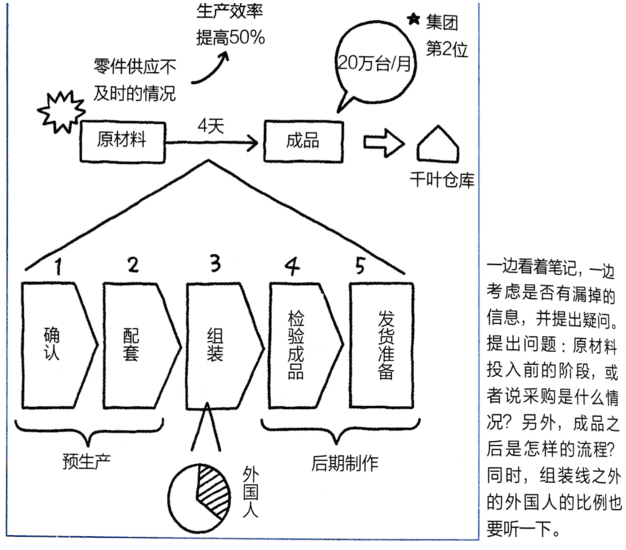 生产效率
提高50%
★ 集团
第2位
20万台/月
零件供应不
及时的情况
原材料
4天
成品
千叶仓库
1
2
3
4
5
确认
配套
组装
检验成品
发货准备
预生产
外国人
后期制作
一边看着笔记，一边
考虑是否有漏掉的
信息，并提出疑问。
提出问题：原材料
投入前的阶段，或
者说采购是什么情
况？另外，成品之
后是怎样的流程？
同时，组装线之外
的外国人的比例也
要听一下。